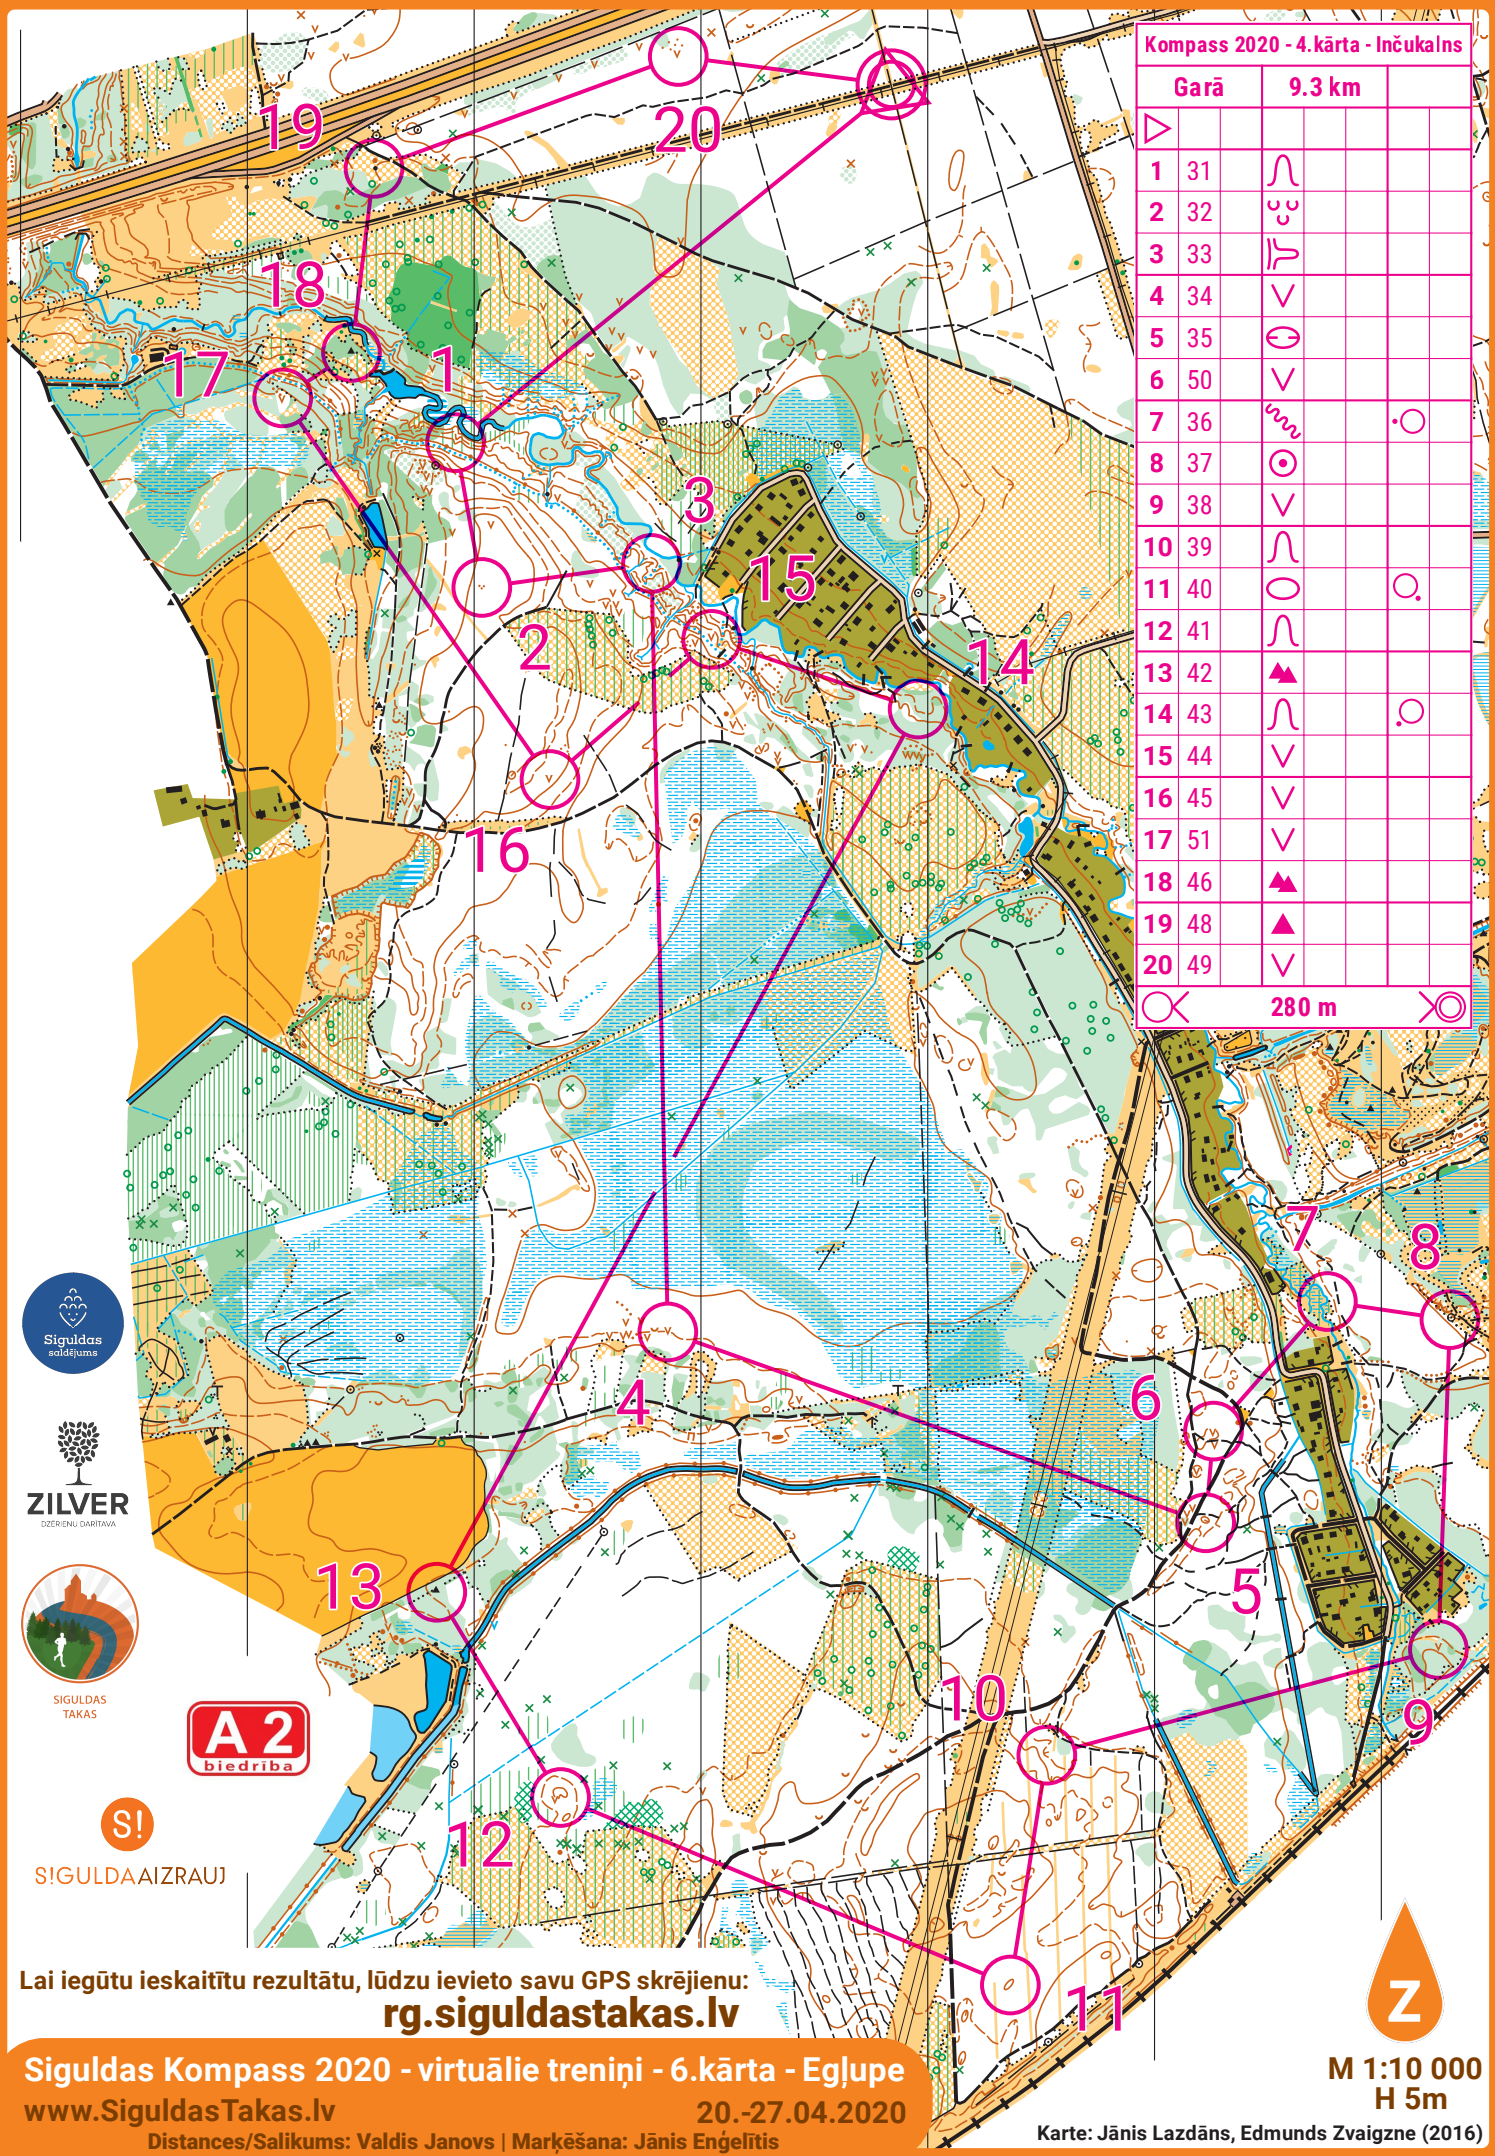 Kompass 2020 - 4.kārta - Inčukalns
Garā 9.3 km
1 31
2 32
3 33
4 34
5 35
6 50
7 36
8 37
9 38
10 39
11 40
12 41
13 42
14 43
15 44
16 45
17 51
18 46
19 48
20 49
280 m
19
20
18
17
1
3
15
2
14
16
7
8
4
6
5
13
10
9
12
11
Siguldas
saldējums
ZILVER
DZĒRIENU DARĪTAVA
SIGULDAS
TAKAS
A 2
biedrība
S!
S!GULDAAIZRAUJ
Z
Lai iegūtu ieskaitītu rezultātu, lūdzu ievieto savu GPS skrējienu:
rg.siguldastakas.lv
Siguldas Kompass 2020 - virtuālie treniņi - 6.kārta - Egļupe
www.SiguldasTakas.lv 20.-27.04.2020
Distances/Salikums: Valdis Janovs | Marķēšana: Jānis Enģelītis
M 1:10 000
H 5m
Karte: Jānis Lazdāns, Edmunds Zvaigzne (2016)